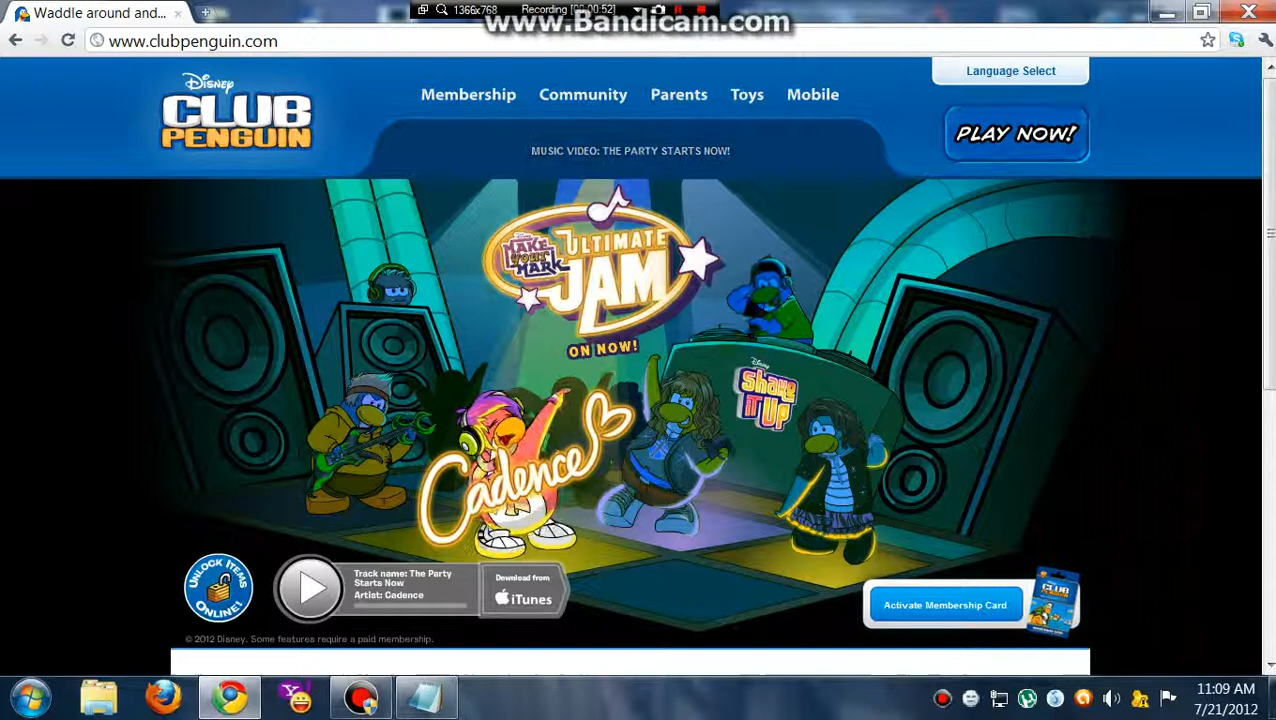 Waddle around and...
1366x768
Recording [00:00:52]
www.Bandicam.com
www.clubpenguin.com
Language Select
Disney
CLUB
PENGUIN
Membership
Community
Parents
Toys
Mobile
PLAY NOW!
MUSIC VIDEO: THE PARTY STARTS NOW!
MAKE
your
MARK
ULTIMATE
JAM
ON NOW!
Disney
Shake
IT UP
Cadence
UNLOCK ITEMS
ONLINE!
Track name: The Party
Starts Now
Artist: Cadence
Download from
iTunes
Activate Membership Card
CLUB
PENGUIN
© 2012 Disney. Some features require a paid membership.
11:09 AM
7/21/2012